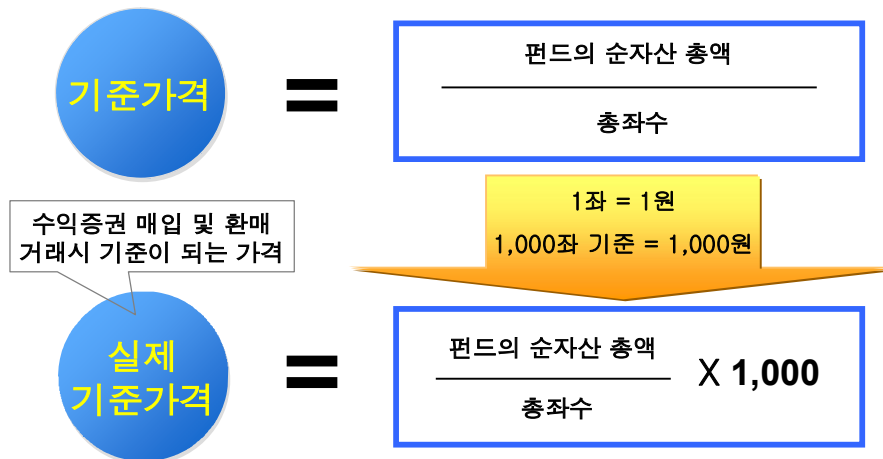 기준가격
=
펀드의 순자산 총액
총좌수
1좌 = 1원
1,000좌 기준 = 1,000원
수익증권 매입 및 환매
거래시 기준이 되는 가격
실제
기준가격
=
펀드의 순자산 총액
총좌수
X 1,000